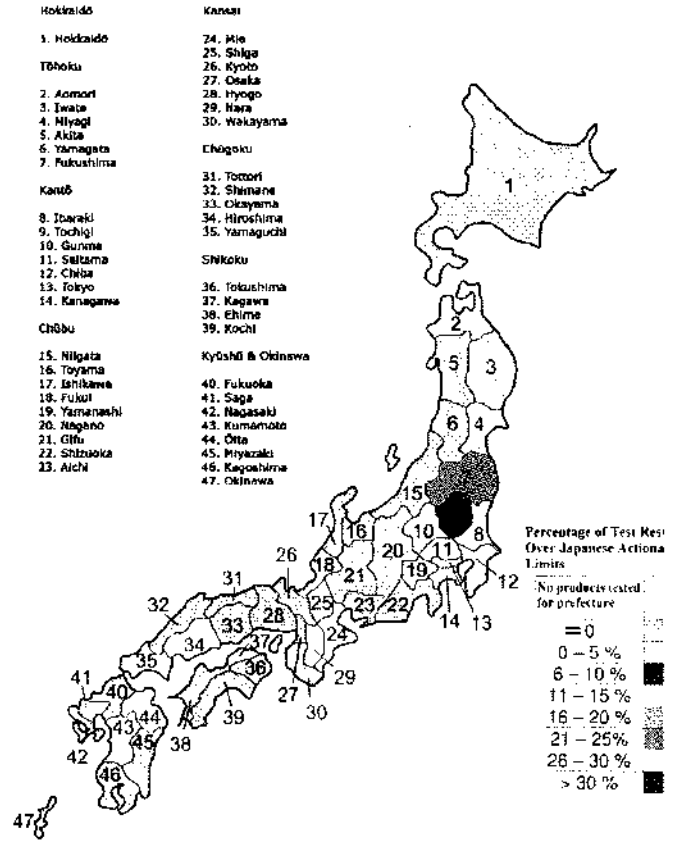 Hokkaidō
1. Hokkaidō
Tōhoku
2. Aomori
3. Iwate
4. Miyagi
5. Akita
6. Yamagata
7. Fukushima
Kantō
8. Ibaraki
9. Tochigi
10. Gunma
11. Saitama
12. Chiba
13. Tokyo
14. Kanagawa
Chūbu
15. Niigata
16. Toyama
17. Ishikawa
18. Fukui
19. Yamanashi
20. Nagano
21. Gifu
22. Shizuoka
23. Aichi
Kansai
24. Mie
25. Shiga
26. Kyoto
27. Osaka
28. Hyogo
29. Nara
30. Wakayama
Chūgoku
31. Tottori
32. Shimane
33. Okayama
34. Hiroshima
35. Yamaguchi
Shikoku
36. Tokushima
37. Kagawa
38. Ehime
39. Kochi
Kyūshū & Okinawa
40. Fukuoka
41. Saga
42. Nagasaki
43. Kumamoto
44. Ōita
45. Miyazaki
46. Kagoshima
47. Okinawa
1
2
5
3
6
4
15
17
16
10
8
20
11
18
26
21
19
12
31
25
23
22
14
13
32
28
33
24
34
37
29
35
36
27
30
41
40
39
44
43
38
42
45
46
47
Percentage of Test Res
Over Japanese Actiona
Limits
No products tested
for prefecture
= 0
0 – 5 %
6 – 10 %
11 – 15 %
16 – 20 %
21 – 25%
26 – 30 %
> 30 %